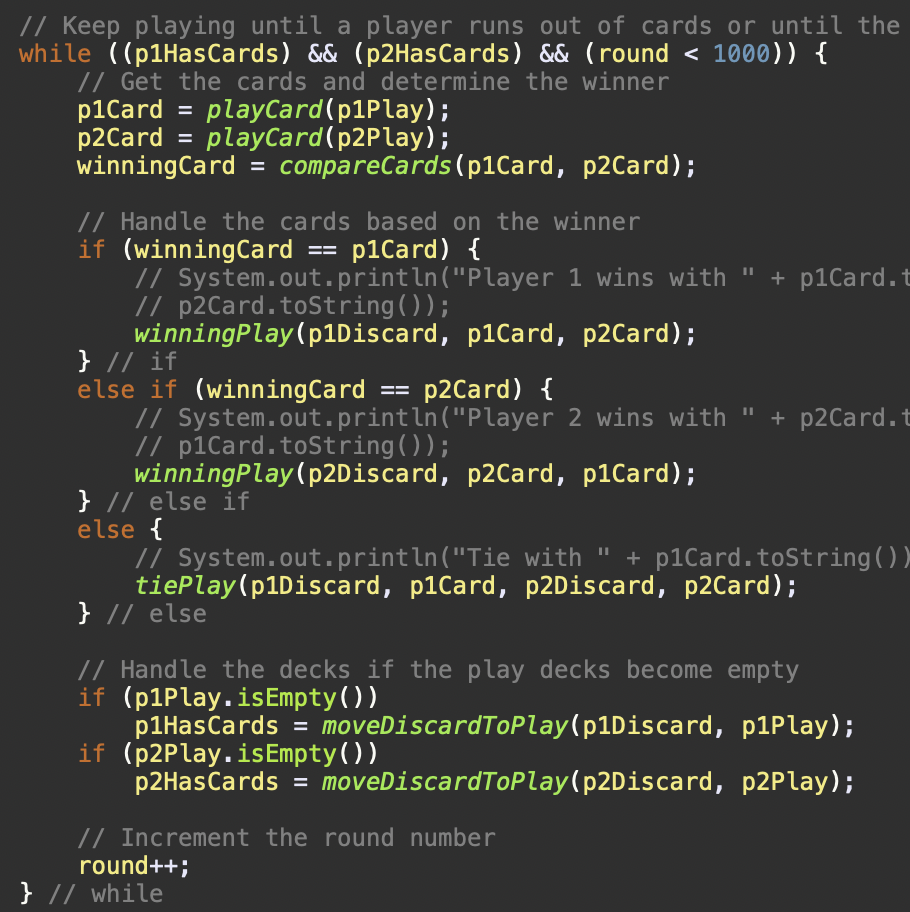 // Keep playing until a player runs out of cards or until the
while ((p1HasCards) && (p2HasCards) && (round < 1000)) {
    // Get the cards and determine the winner
    p1Card = playCard(p1Play);
    p2Card = playCard(p2Play);
    winningCard = compareCards(p1Card, p2Card);

    // Handle the cards based on the winner
    if (winningCard == p1Card) {
        // System.out.println("Player 1 wins with " + p1Card.t
        // p2Card.toString());
        winningPlay(p1Discard, p1Card, p2Card);
    } // if
    else if (winningCard == p2Card) {
        // System.out.println("Player 2 wins with " + p2Card.t
        // p1Card.toString());
        winningPlay(p2Discard, p2Card, p1Card);
    } // else if
    else {
        // System.out.println("Tie with " + p1Card.toString())
        tiePlay(p1Discard, p1Card, p2Discard, p2Card);
    } // else

    // Handle the decks if the play decks become empty
    if (p1Play.isEmpty())
        p1HasCards = moveDiscardToPlay(p1Discard, p1Play);
    if (p2Play.isEmpty())
        p2HasCards = moveDiscardToPlay(p2Discard, p2Play);

    // Increment the round number
    round++;
} // while